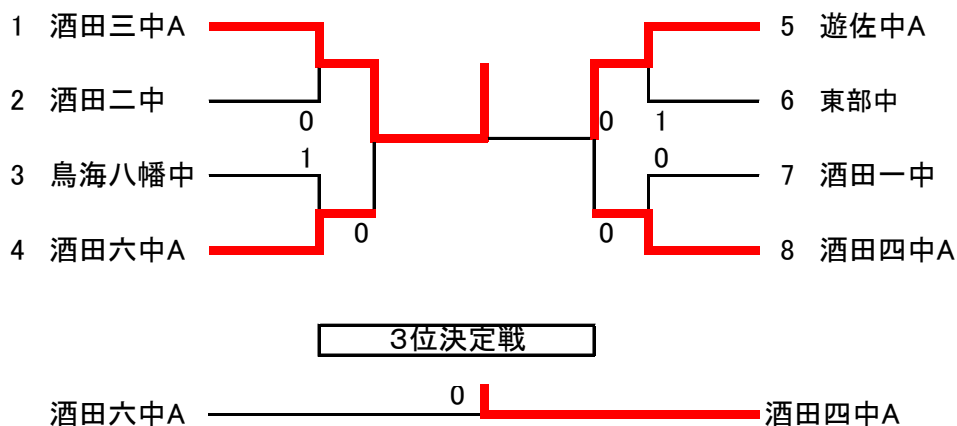 1 酒田三中A
2 酒田二中
3 鳥海八幡中
4 酒田六中A
0
1
0
5 遊佐中A
6 東部中
7 酒田一中
8 酒田四中A
0
1
0
0
3位決定戦
酒田六中A
0
酒田四中A